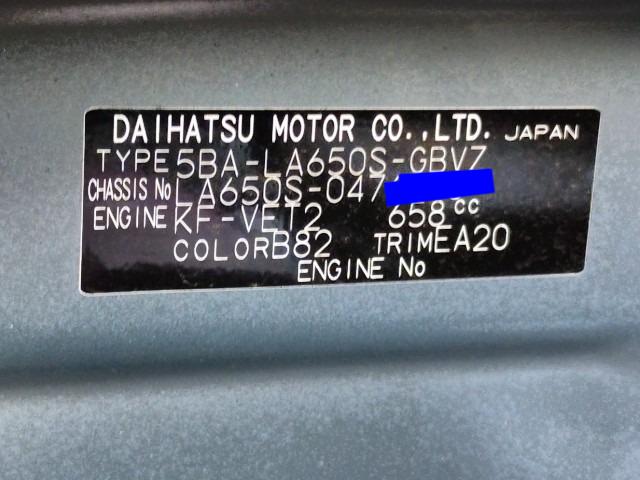 DAIHATSU MOTOR CO.,LTD. JAPAN
TYPE 5BA-LA650S-GBVZ
CHASSIS No LA650S-047
ENGINE KF-VET2 658cc
COLOR B82 TRIM EA20
ENGINE No